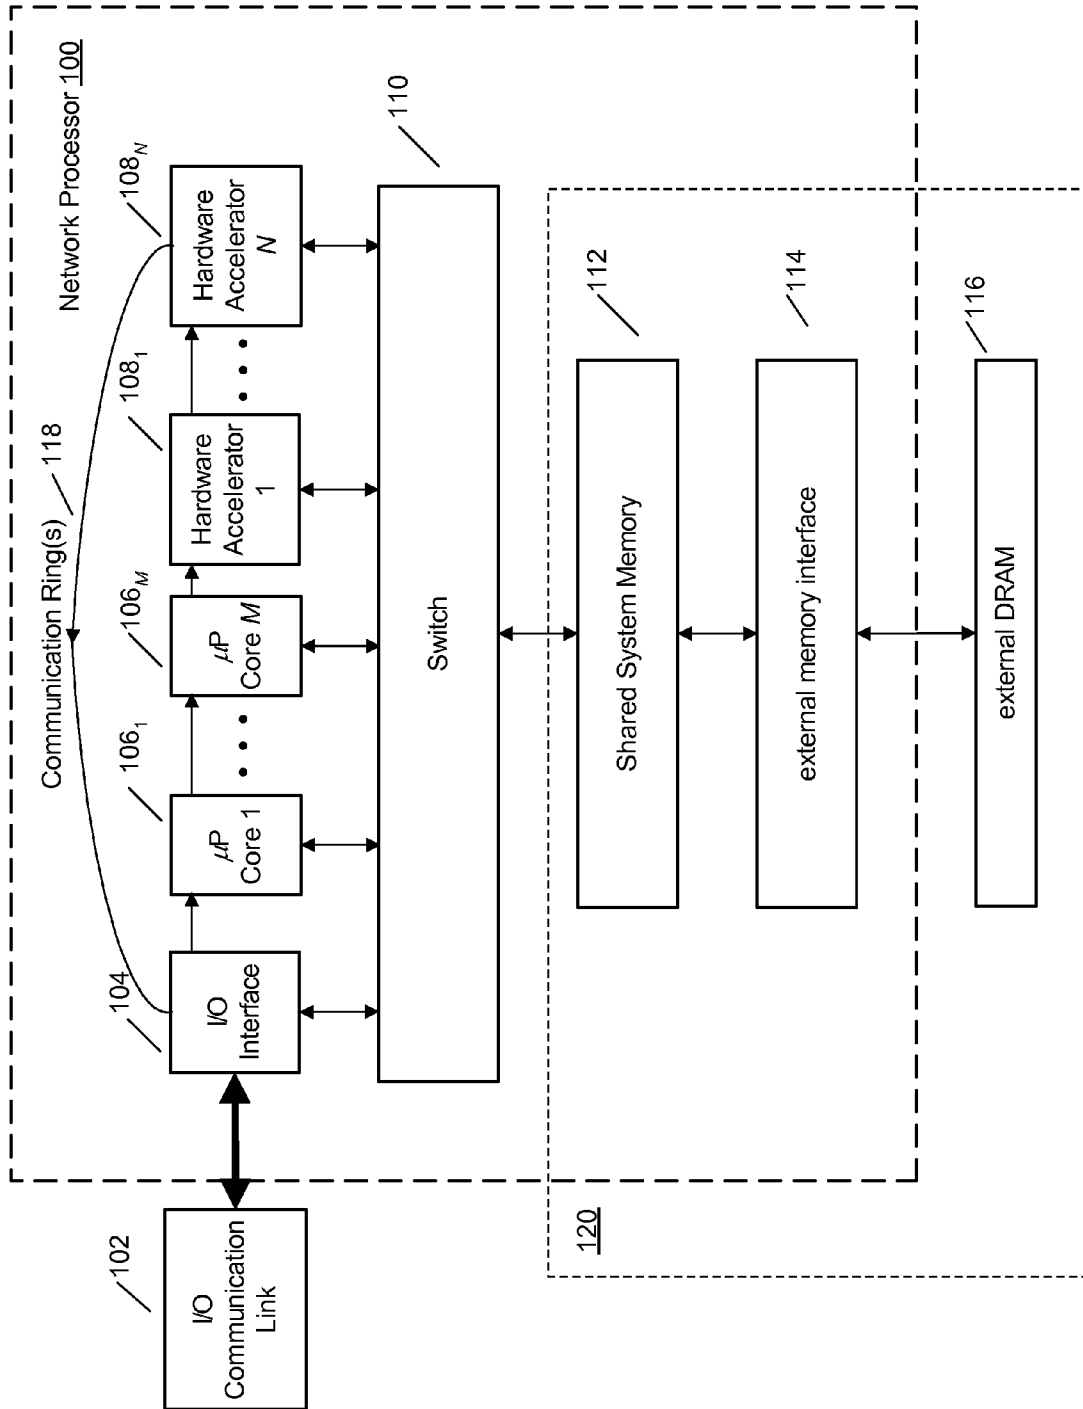 Network Processor 100
Communication Ring(s)
118
102
I/O
Communication
Link
104
I/O
Interface
106₁
μP
Core 1
• • •
106M
μP
Core M
108₁
Hardware
Accelerator
1
• • •
108N
Hardware
Accelerator
N
110
Switch
120
112
Shared System Memory
114
external memory interface
116
external DRAM